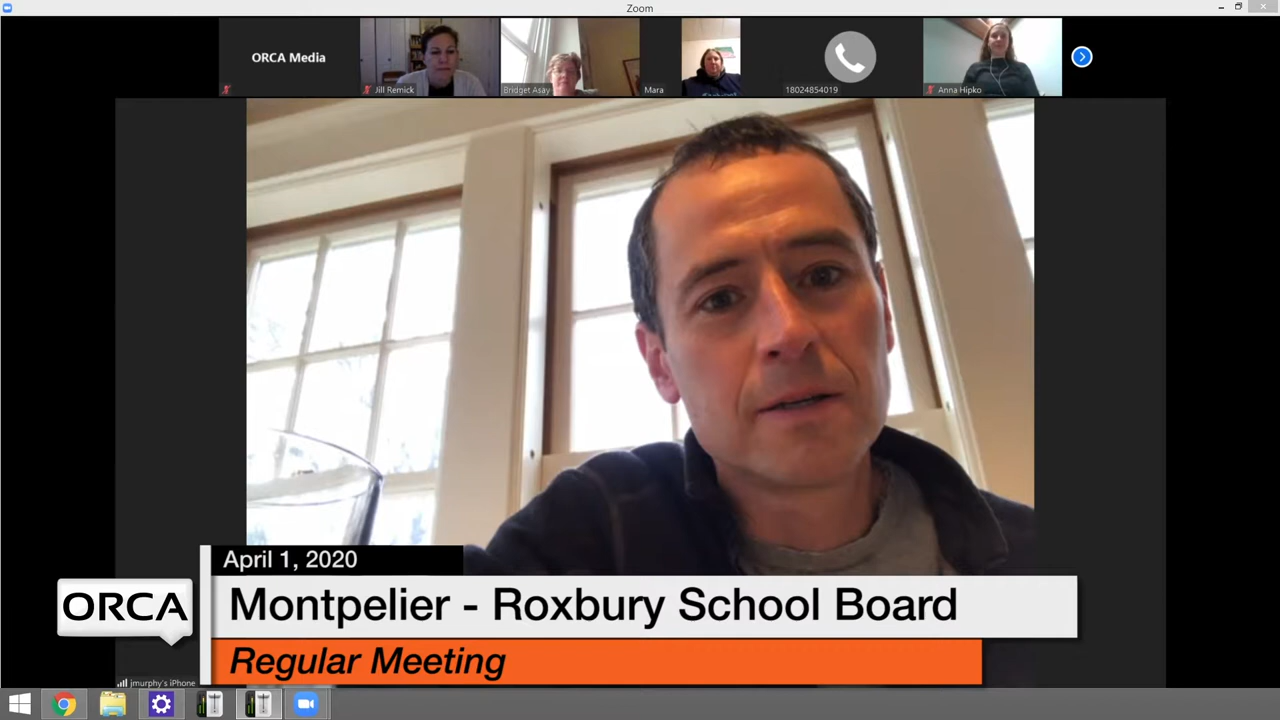 Zoom
ORCA Media
Jill Remick
Bridget Asay
Mara
18024854019
Anna Hipko
April 1, 2020
ORCA
Montpelier - Roxbury School Board
Regular Meeting
jmurphy's iPhone